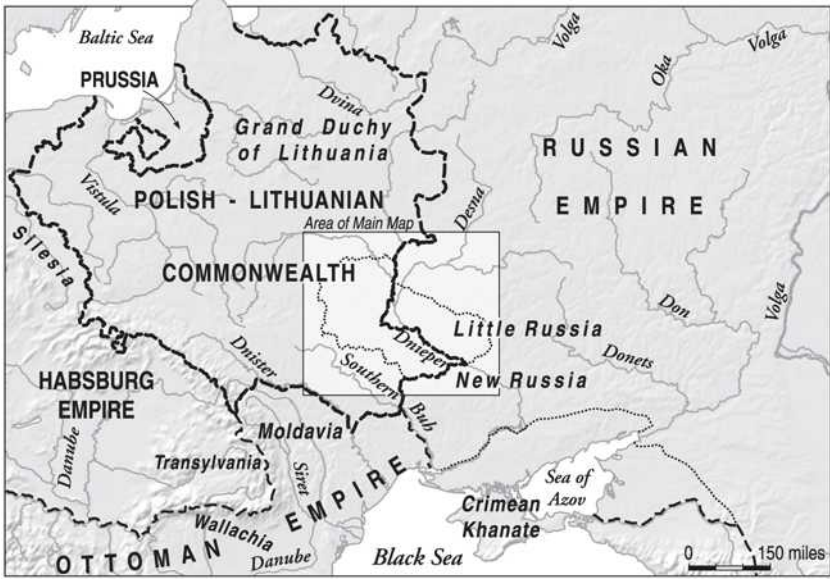 Baltic Sea
Volga
Oka
Volga
PRUSSIA
Dvina
Grand Duchy
of Lithuania
RUSSIAN
EMPIRE
Vistula
POLISH - LITHUANIAN
Desna
Area of Main Map
Silesia
COMMONWEALTH
Volga
Don
Little Russia
Dnieper
Dnister
Donets
Southern
New Russia
HABSBURG
EMPIRE
Bub
Moldavia
Danube
Transylvania
Siret
Sea of
Azov
Crimean
Khanate
Wallachia
OTTOMAN EMPIRE
Danube
Black Sea
0 150 miles